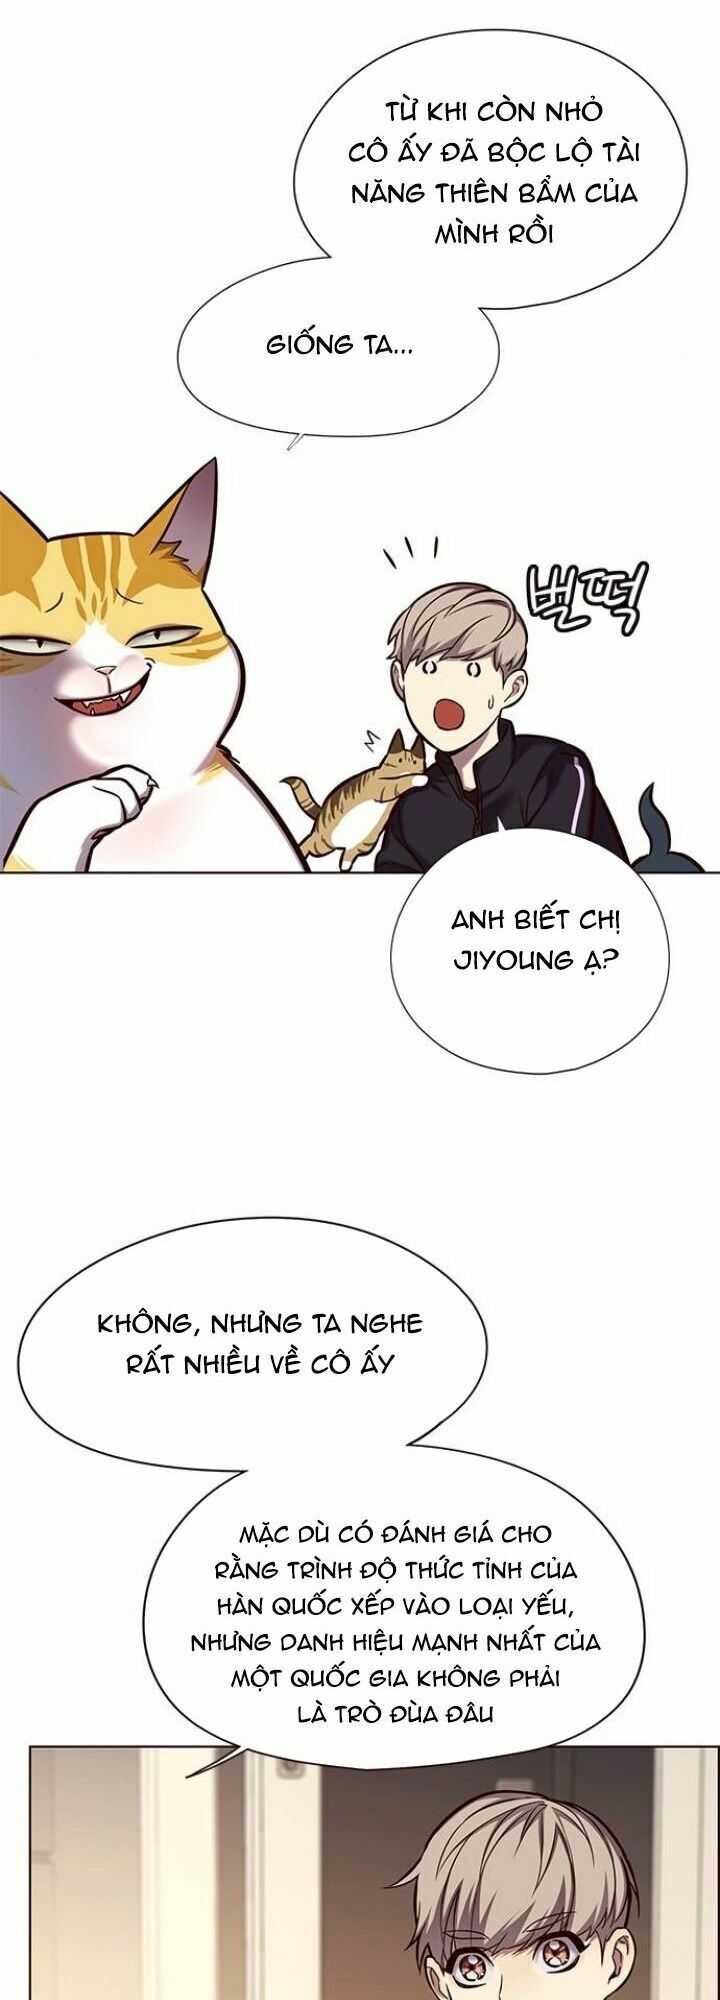 TỪ KHI CÒN NHỎ
CÔ ẤY ĐÃ BỘC LỘ TÀI
NĂNG THIÊN BẨM CỦA
MÌNH RỒI
GIỐNG TA...
벌떡
ANH BIẾT CHỊ
JIYOUNG Ạ?
KHÔNG, NHƯNG TA NGHE
RẤT NHIỀU VỀ CÔ ẤY
MẶC DÙ CÓ ĐÁNH GIÁ CHO
RẰNG TRÌNH ĐỘ THỨC TỈNH CỦA
HÀN QUỐC XẾP VÀO LOẠI YẾU,
NHƯNG DANH HIỆU MẠNH NHẤT CỦA
MỘT QUỐC GIA KHÔNG PHẢI
LÀ TRÒ ĐÙA ĐÂU